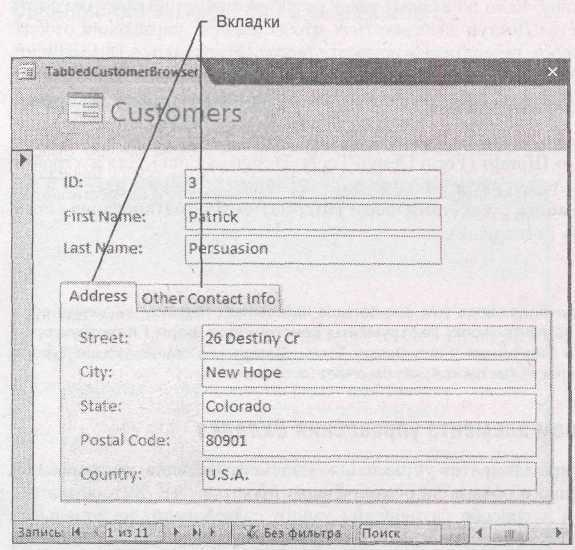 Вкладки
TabbedCustomerBrowser
Customers
ID: 3
First Name: Patrick
Last Name: Persuasion
Address Other Contact Info
Street: 26 Destiny Cr
City: New Hope
State: Colorado
Postal Code: 80901
Country: U.S.A.
Запись: 1 из 11 Без фильтра Поиск